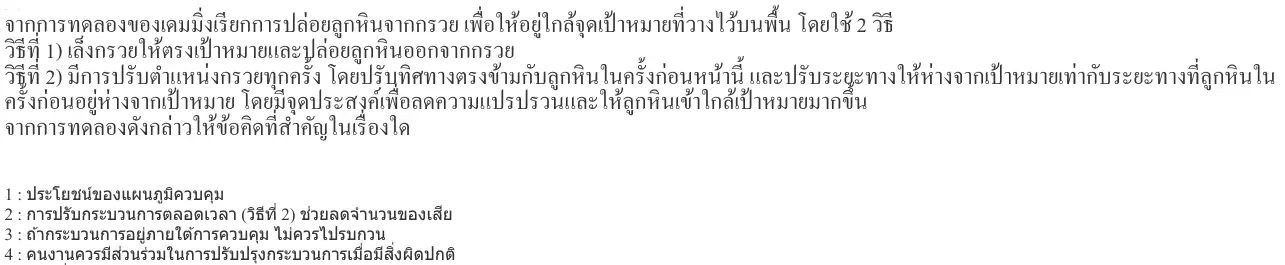 จากการทดลองของเดมมิ่งเรียกการปล่อยลูกหินจากกรวย เพื่อให้อยู่ใกล้จุดเป้าหมายที่วางไว้บนพื้น โดยใช้ 2 วิธี
วิธีที่ 1) เล็งกรวยให้ตรงเป้าหมายและปล่อยลูกหินออกจากกรวย
วิธีที่ 2) มีการปรับตำแหน่งกรวยทุกครั้ง โดยปรับทิศทางตรงข้ามกับลูกหินในครั้งก่อนหน้านี้ และปรับระยะทางให้ห่างจากเป้าหมายเท่ากับระยะทางที่ลูกหินใน
ครั้งก่อนอยู่ห่างจากเป้าหมาย โดยมีจุดประสงค์เพื่อลดความแปรปรวนและให้ลูกหินเข้าใกล้เป้าหมายมากขึ้น
จากการทดลองดังกล่าวให้ข้อคิดที่สำคัญในเรื่องใด
1 : ประโยชน์ของแผนภูมิควบคุม
2 : การปรับกระบวนการตลอดเวลา (วิธีที่ 2) ช่วยลดจำนวนของเสีย
3 : ถ้ากระบวนการอยู่ภายใต้การควบคุม ไม่ควรไปรบกวน
4 : คนงานควรมีส่วนร่วมในการปรับปรุงกระบวนการเมื่อมีสิ่งผิดปกติ